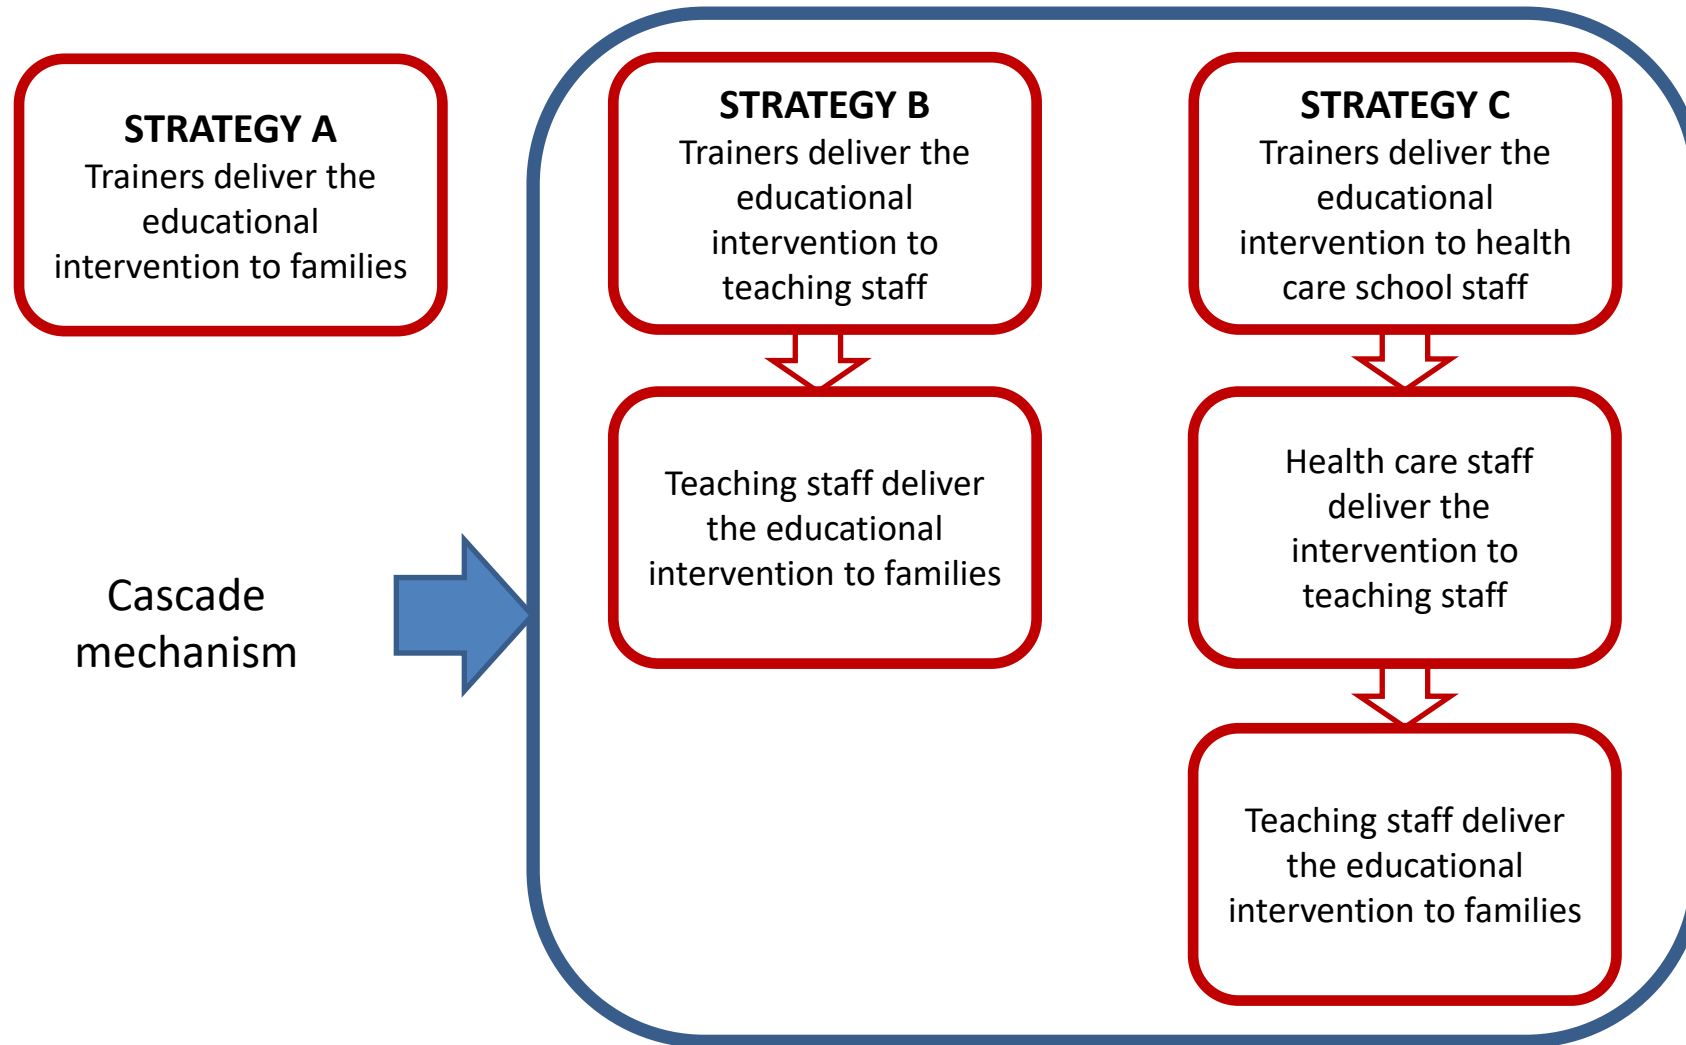 STRATEGY A
Trainers deliver the
educational
intervention to families
Cascade
mechanism
STRATEGY B
Trainers deliver the
educational
intervention to
teaching staff
Teaching staff deliver
the educational
intervention to families
STRATEGY C
Trainers deliver the
educational
intervention to health
care school staff
Health care staff
deliver the
intervention to
teaching staff
Teaching staff deliver
the educational
intervention to families